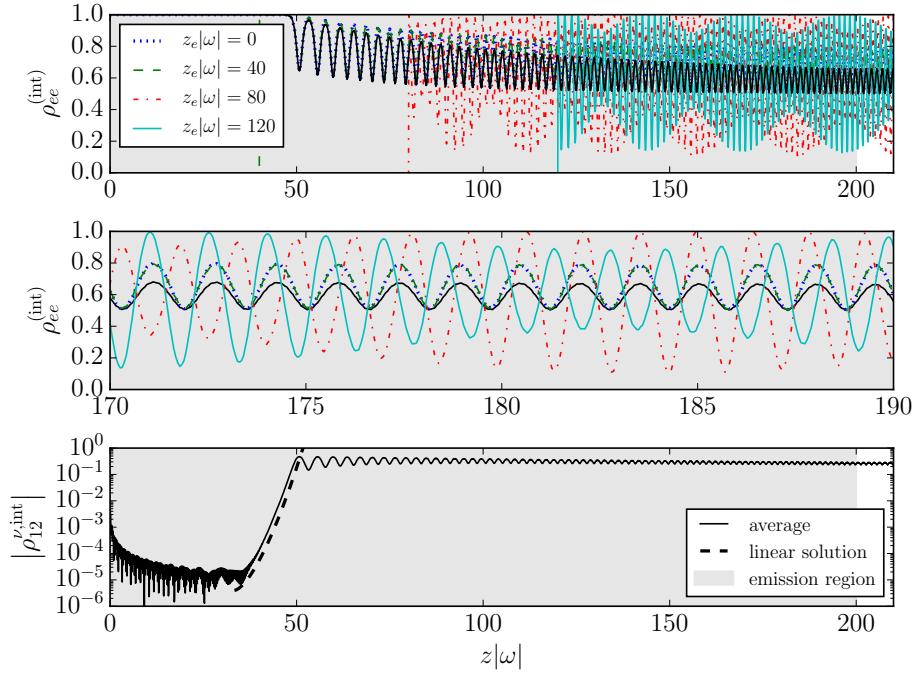 1.0
0.8
0.6
0.4
0.2
0.0
ρ_ee^(int)
z_e|ω| = 0
z_e|ω| = 40
z_e|ω| = 80
z_e|ω| = 120
0 50 100 150 200
1.0
0.8
0.6
0.4
0.2
0.0
ρ_ee^(int)
170 175 180 185 190
10^0
10^-1
10^-2
10^-3
10^-4
10^-5
10^-6
|ρ_12^ν,int|
average
linear solution
emission region
0 50 100 150 200
z|ω|